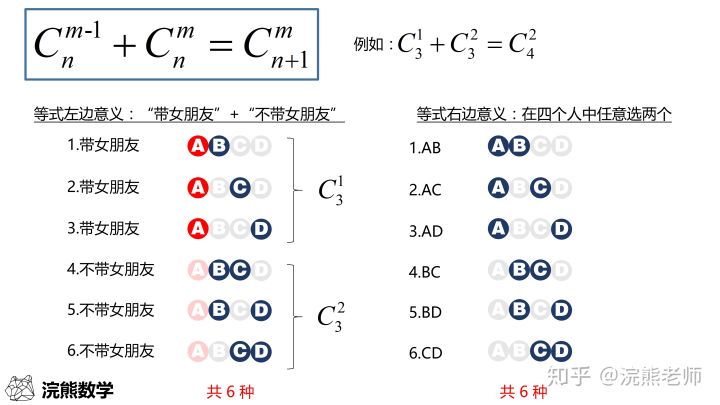 C_n^{m-1} + C_n^m = C_{n+1}^m
例如：C_3^1 + C_3^2 = C_4^2
等式左边意义：“带女朋友” + “不带女朋友”
1.带女朋友 A B C D
2.带女朋友 A B C D
3.带女朋友 A B C D
C_3^1
4.不带女朋友 A B C D
5.不带女朋友 A B C D
6.不带女朋友 A B C D
C_3^2
共 6 种
等式右边意义：在四个人中任意选两个
1.AB A B C D
2.AC A B C D
3.AD A B C D
4.BC A B C D
5.BD A B C D
6.CD A B C D
共 6 种
浣熊数学
知乎 @浣熊老师